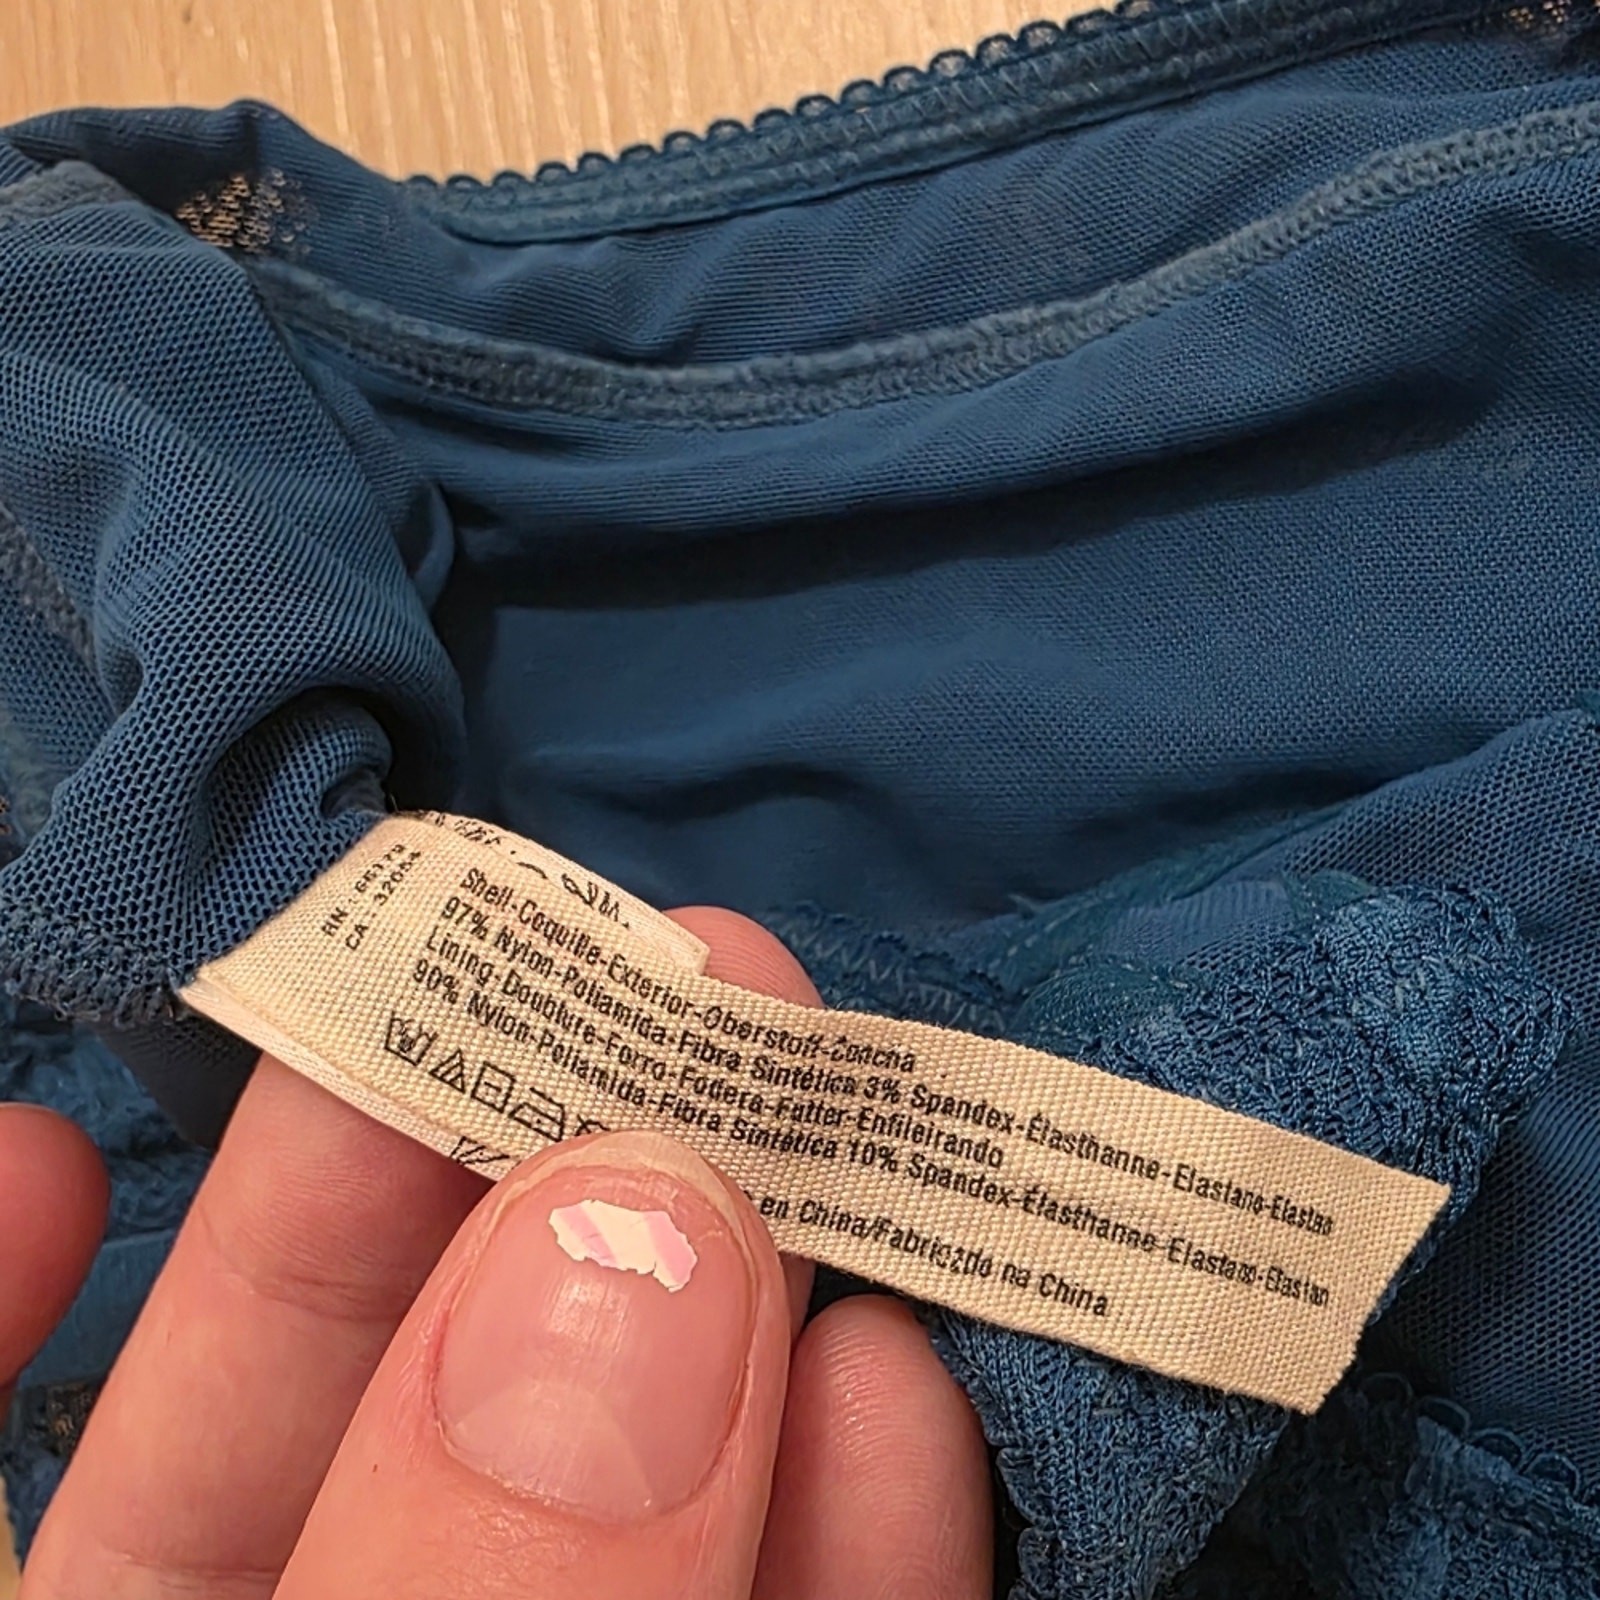 RN.: 55179
CA: 32054
Shell-Coquille-Exterior-Oberstoff-Concha
97% Nylon-Poliamida-Fibra Sintética 3% Spandex-Élasthanne-Elastano-Elastan
Lining-Doublure-Forro-Fodera-Futter-Enfileirando
90% Nylon-Poliamida-Fibra Sintética 10% Spandex-Élasthanne-Elastano-Elastan
en China/Fabricado na China